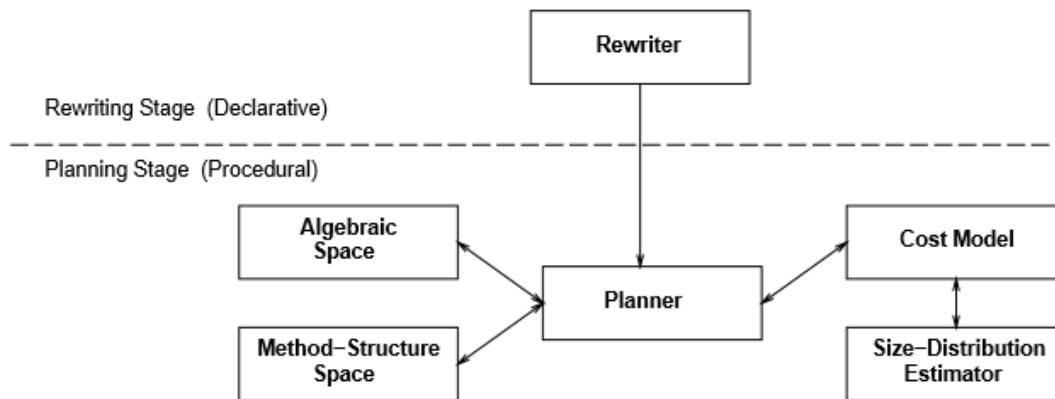 Rewriter
Rewriting Stage (Declarative)
Planning Stage (Procedural)
Algebraic
Space
Cost Model
Planner
Method−Structure
Space
Size−Distribution
Estimator